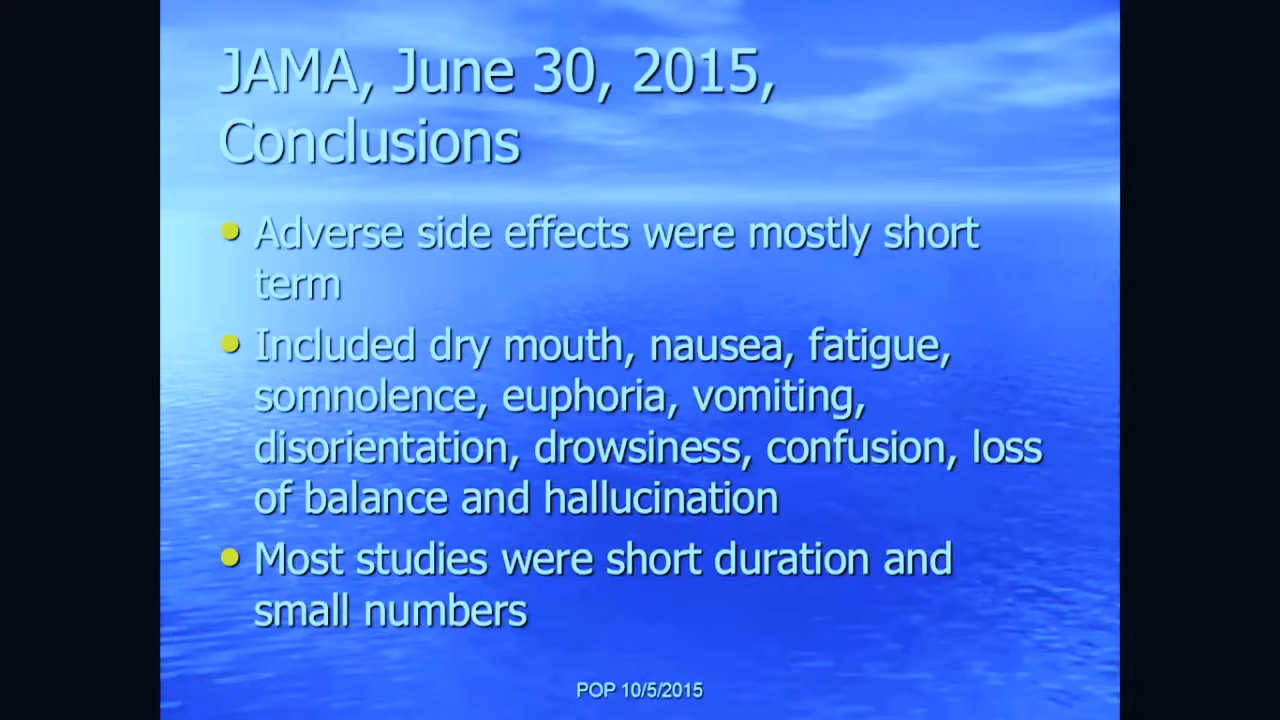 JAMA, June 30, 2015,
Conclusions
Adverse side effects were mostly short
term
Included dry mouth, nausea, fatigue,
somnolence, euphoria, vomiting,
disorientation, drowsiness, confusion, loss
of balance and hallucination
Most studies were short duration and
small numbers
POP 10/5/2015